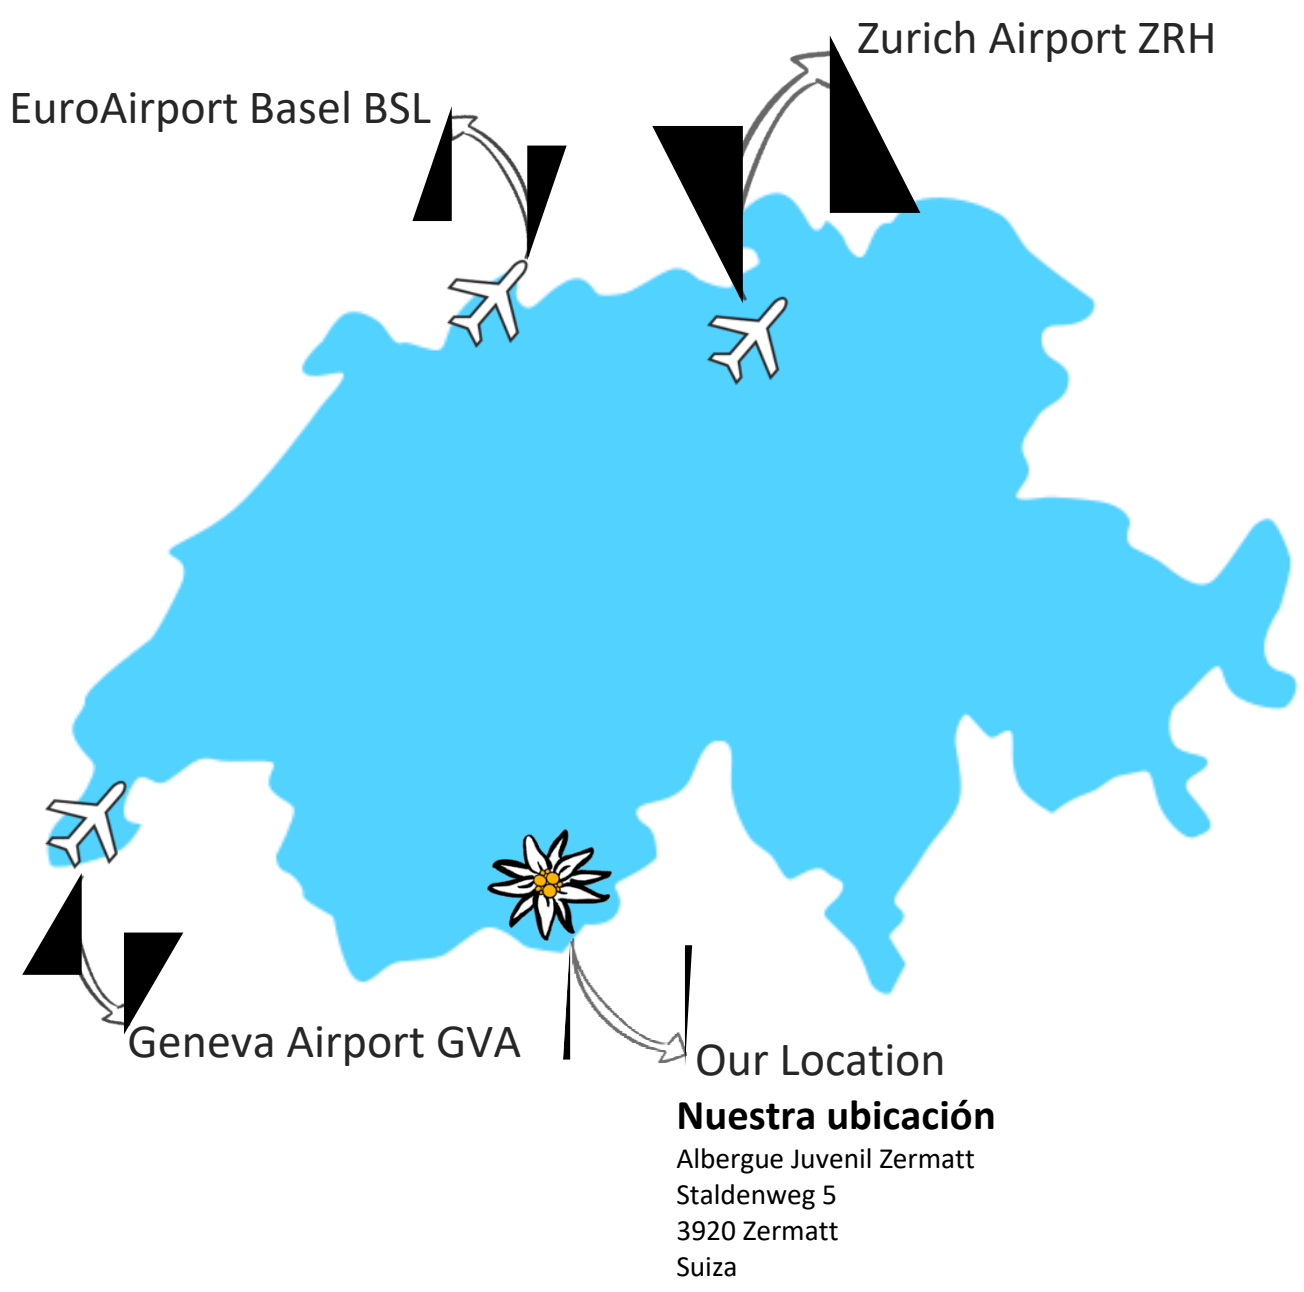 Zurich Airport ZRH
EuroAirport Basel BSL
Geneva Airport GVA
Our Location
Nuestra ubicación
Albergue Juvenil Zermatt
Staldenweg 5
3920 Zermatt
Suiza